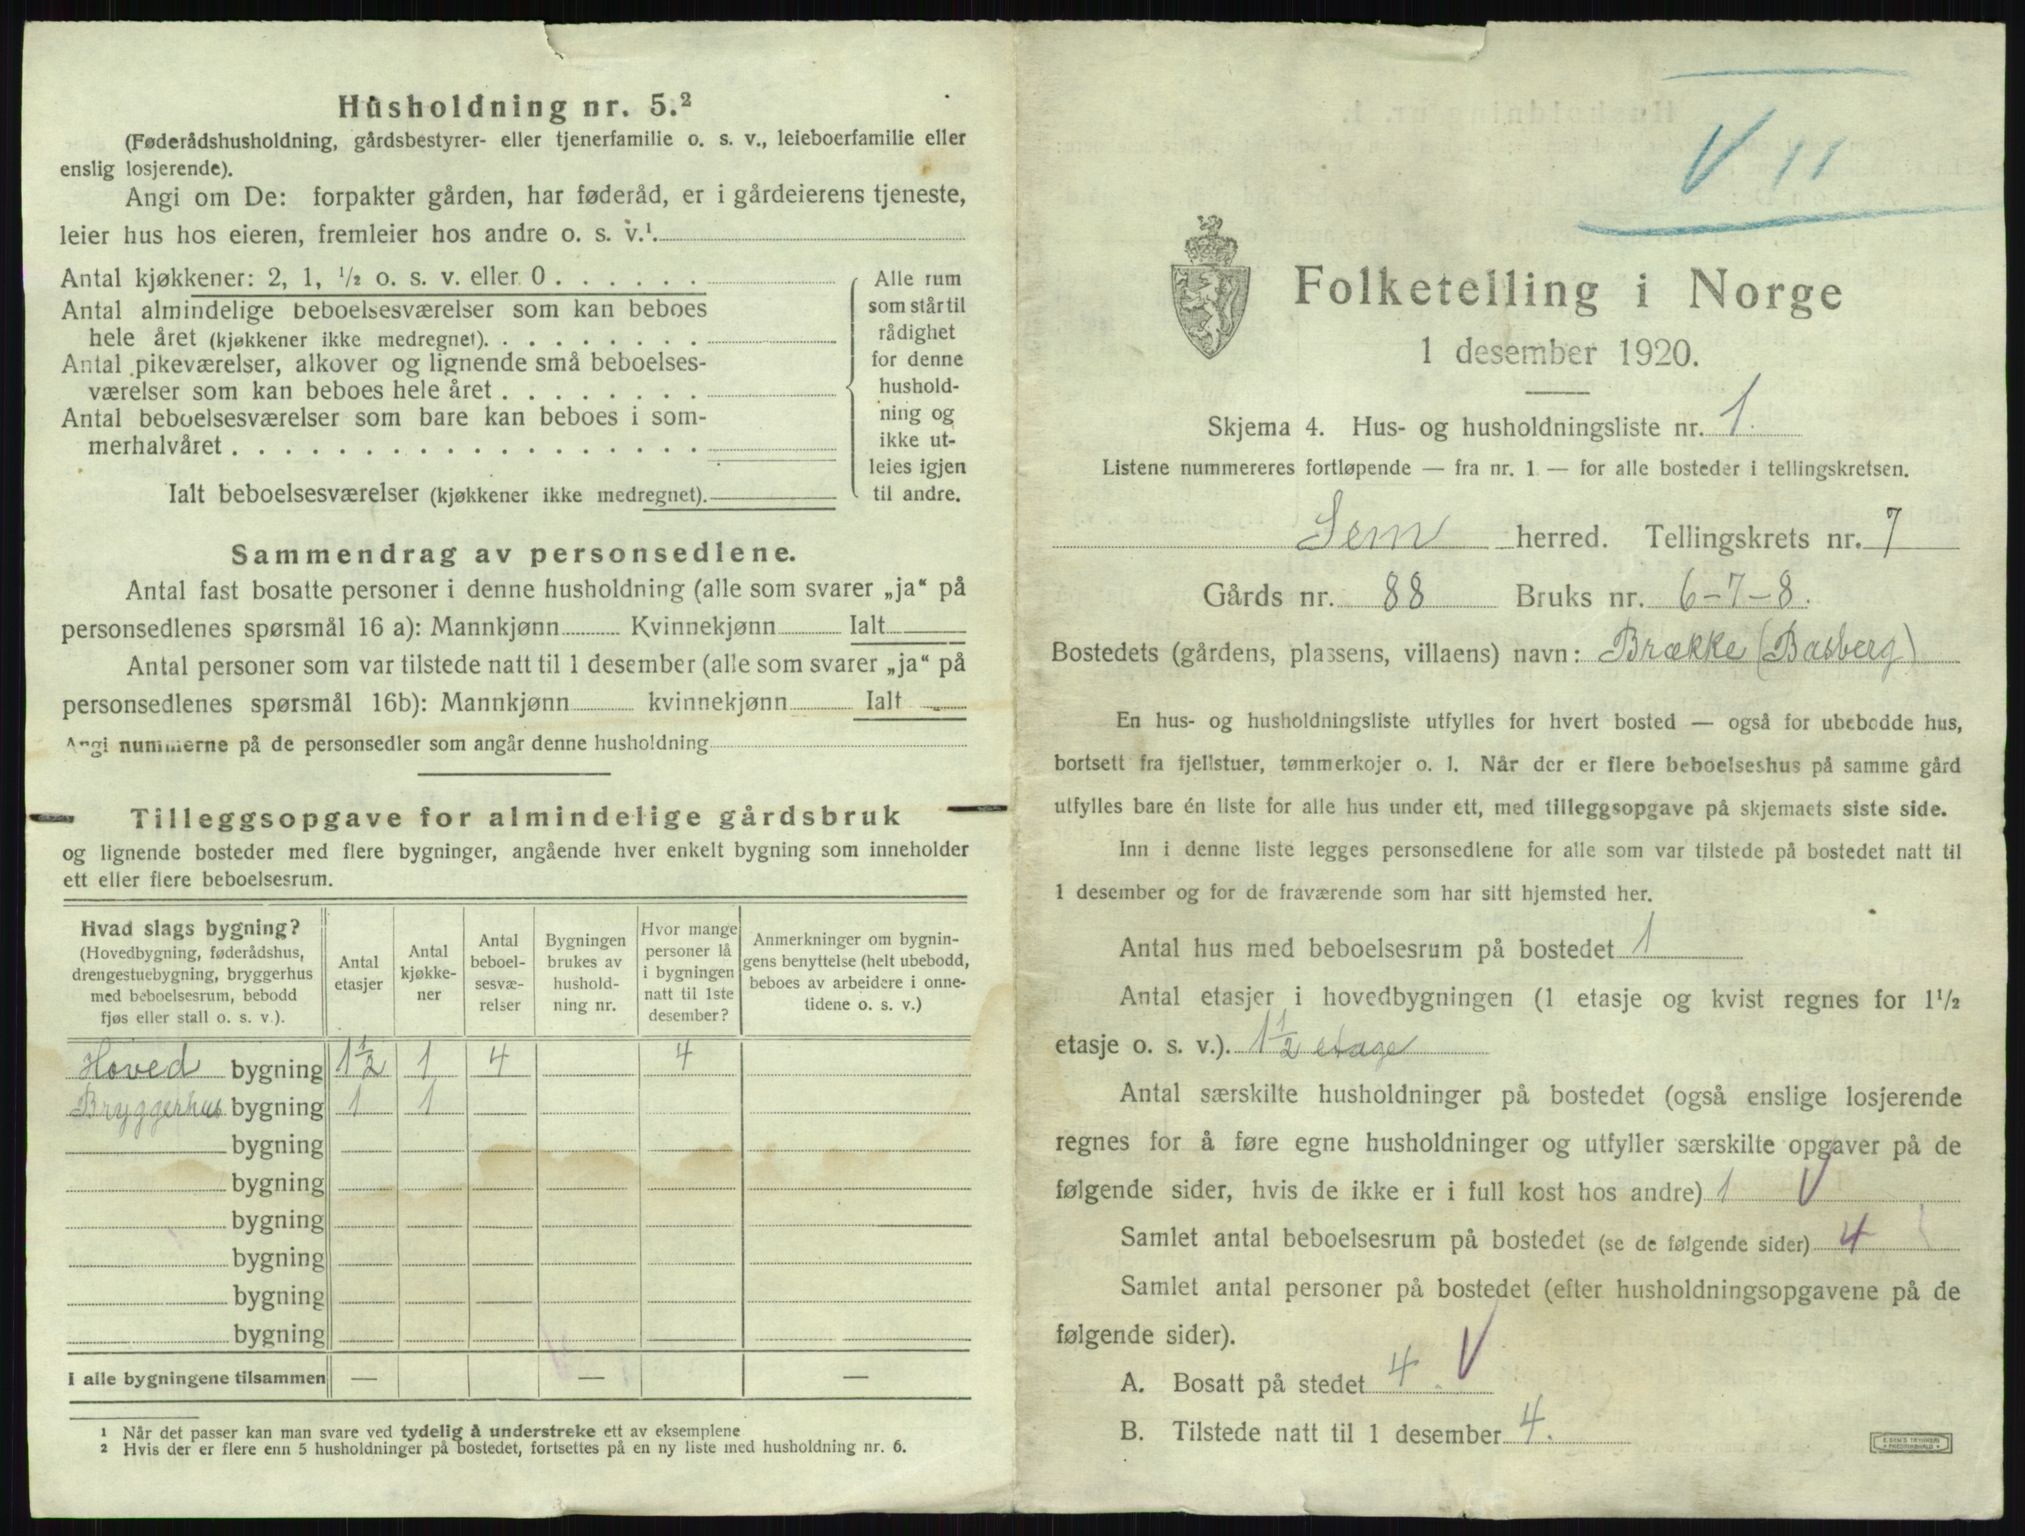 Husholdning nr. 5.²
(Føderådshusholdning, gårdsbestyrer- eller tjenerfamilie o. s. v., leieboerfamilie eller
enslig losjerende).
Angi om De: forpakter gården, har føderåd, er i gårdeierens tjeneste,
leier hus hos eieren, fremleier hos andre o. s. v.¹
Antal kjøkkener: 2, 1, ½ o. s. v. eller 0 . . . . . .
Antal almindelige beboelsesværelser som kan beboes
hele året (kjøkkener ikke medregnet). . . . . . . . .
Antal pikeværelser, alkover og lignende små beboelses-
værelser som kan beboes hele året . . . . . . . .
Antal beboelsesværelser som bare kan beboes i som-
merhalvåret . . . . . . . . . . . . . . . . . .
Ialt beboelsesværelser (kjøkkener ikke medregnet).
Alle rum
som står til
rådighet
for denne
hushold-
ning og
ikke ut-
leies igjen
til andre.
Sammendrag av personsedlene.
Antal fast bosatte personer i denne husholdning (alle som svarer „ja“ på
personsedlenes spørsmål 16 a): Mannkjønn Kvinnekjønn Ialt
Antal personer som var tilstede natt til 1 desember (alle som svarer „ja“ på
personsedlenes spørsmål 16b): Mannkjønn kvinnekjønn Ialt
Angi nummerne på de personsedler som angår denne husholdning
Tilleggsopgave for almindelige gårdsbruk
og lignende bosteder med flere bygninger, angående hver enkelt bygning som inneholder
ett eller flere beboelsesrum.
Hvad slags bygning?
(Hovedbygning, føderådshus,
drengestuebygning, bryggerhus
med beboelsesrum, bebodd
fjøs eller stall o. s. v.).
Antal
etasjer
Antal
kjøkke-
ner
Antal
beboel-
sesvæ-
relser
Bygningen
brukes av
hushold-
ning nr.
Hvor mange
personer lå
i bygningen
natt til 1ste
desember?
Anmerkninger om bygnin-
gens benyttelse (helt ubebodd,
beboes av arbeidere i onne-
tidene o. s. v.)
Hoved bygning 1½ 1 4 4
Bryggerhus bygning 1 1
bygning
bygning
bygning
bygning
bygning
bygning
I alle bygningene tilsammen — — —
¹ Når det passer kan man svare ved tydelig å understreke ett av eksemplene
² Hvis der er flere enn 5 husholdninger på bostedet, fortsettes på en ny liste med husholdning nr. 6.
V 11
Folketelling i Norge
1 desember 1920.
Skjema 4. Hus- og husholdningsliste nr. 1.
Listene nummereres fortløpende — fra nr. 1 — for alle bosteder i tellingskretsen.
Sem herred. Tellingskrets nr. 7
Gårds nr. 88 Bruks nr. 6-7-8.
Bostedets (gårdens, plassens, villaens) navn: Brække (Basberg)
En hus- og husholdningsliste utfylles for hvert bosted — også for ubebodde hus,
bortsett fra fjellstuer, tømmerkojer o. l. Når der er flere beboelseshus på samme gård
utfylles bare én liste for alle hus under ett, med tilleggsopgave på skjemaets siste side.
Inn i denne liste legges personsedlene for alle som var tilstede på bostedet natt til
1 desember og for de fraværende som har sitt hjemsted her.
Antal hus med beboelsesrum på bostedet 1
Antal etasjer i hovedbygningen (1 etasje og kvist regnes for 1½
etasje o. s. v.). 1½ etage
Antal særskilte husholdninger på bostedet (også enslige losjerende
regnes for å føre egne husholdninger og utfyller særskilte opgaver på de
følgende sider, hvis de ikke er i full kost hos andre) 1 V
Samlet antal beboelsesrum på bostedet (se de følgende sider) 4
Samlet antal personer på bostedet (efter husholdningsopgavene på de
følgende sider).
A. Bosatt på stedet 4. V
B. Tilstede natt til 1 desember 4.